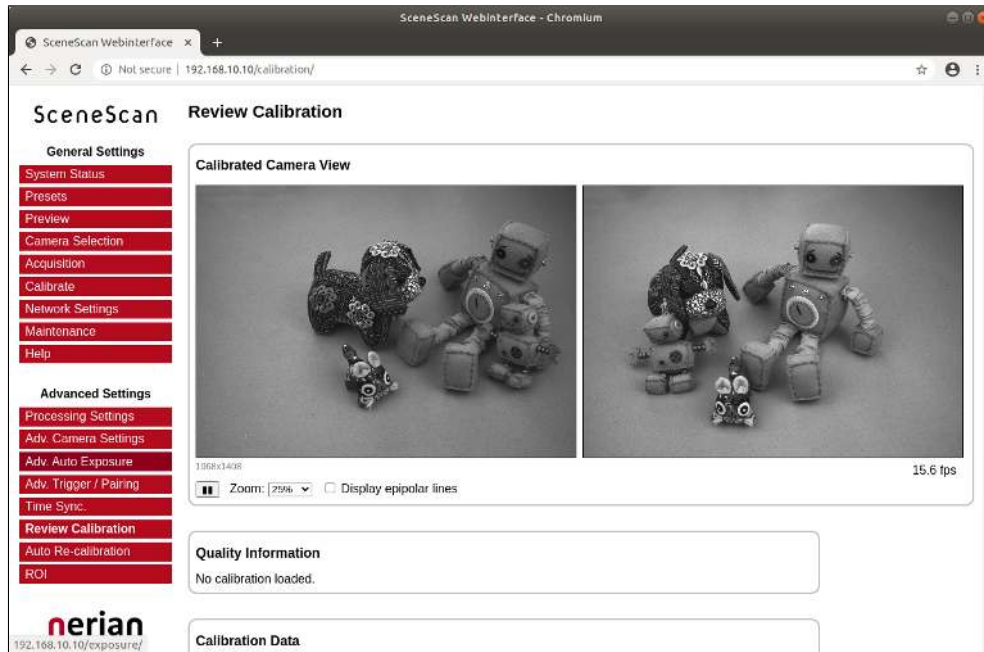 SceneScan Webinterface - Chromium
SceneScan Webinterface
Not secure | 192.168.10.10/calibration/
SceneScan
General Settings
System Status
Presets
Preview
Camera Selection
Acquisition
Calibrate
Network Settings
Maintenance
Help
Advanced Settings
Processing Settings
Adv. Camera Settings
Adv. Auto Exposure
Adv. Trigger / Pairing
Time Sync.
Review Calibration
Auto Re-calibration
ROI
nerian
192.168.10.10/exposure/
Review Calibration
Calibrated Camera View
15.6 fps
Zoom: 25% Display epipolar lines
Quality Information
No calibration loaded.
Calibration Data